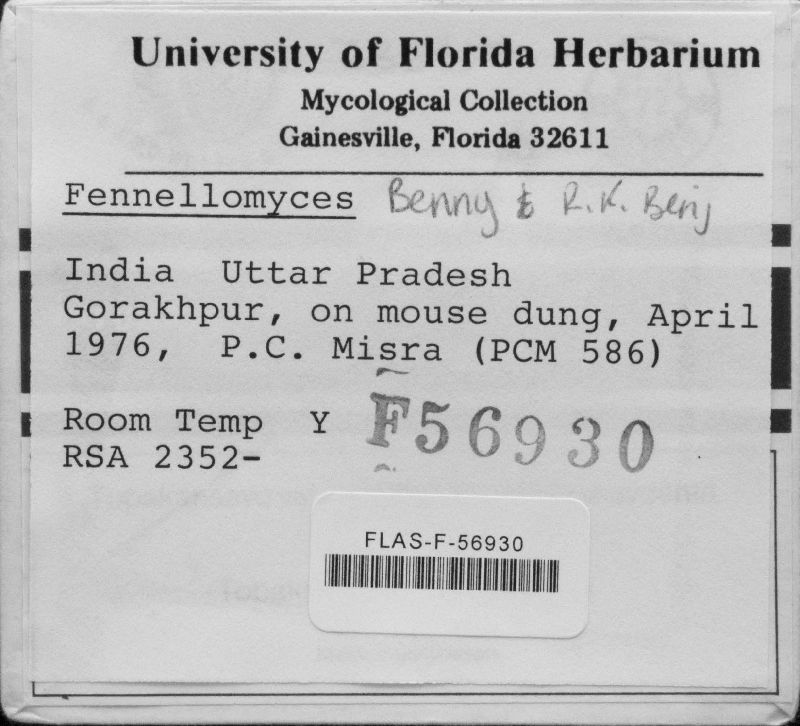 University of Florida Herbarium
Mycological Collection
Gainesville, Florida 32611
Fennellomyces Benny & R.K. Benj
India Uttar Pradesh
Gorakhpur, on mouse dung, April
1976, P.C. Misra (PCM 586)
Room Temp Y F56930
RSA 2352-
FLAS-F-56930